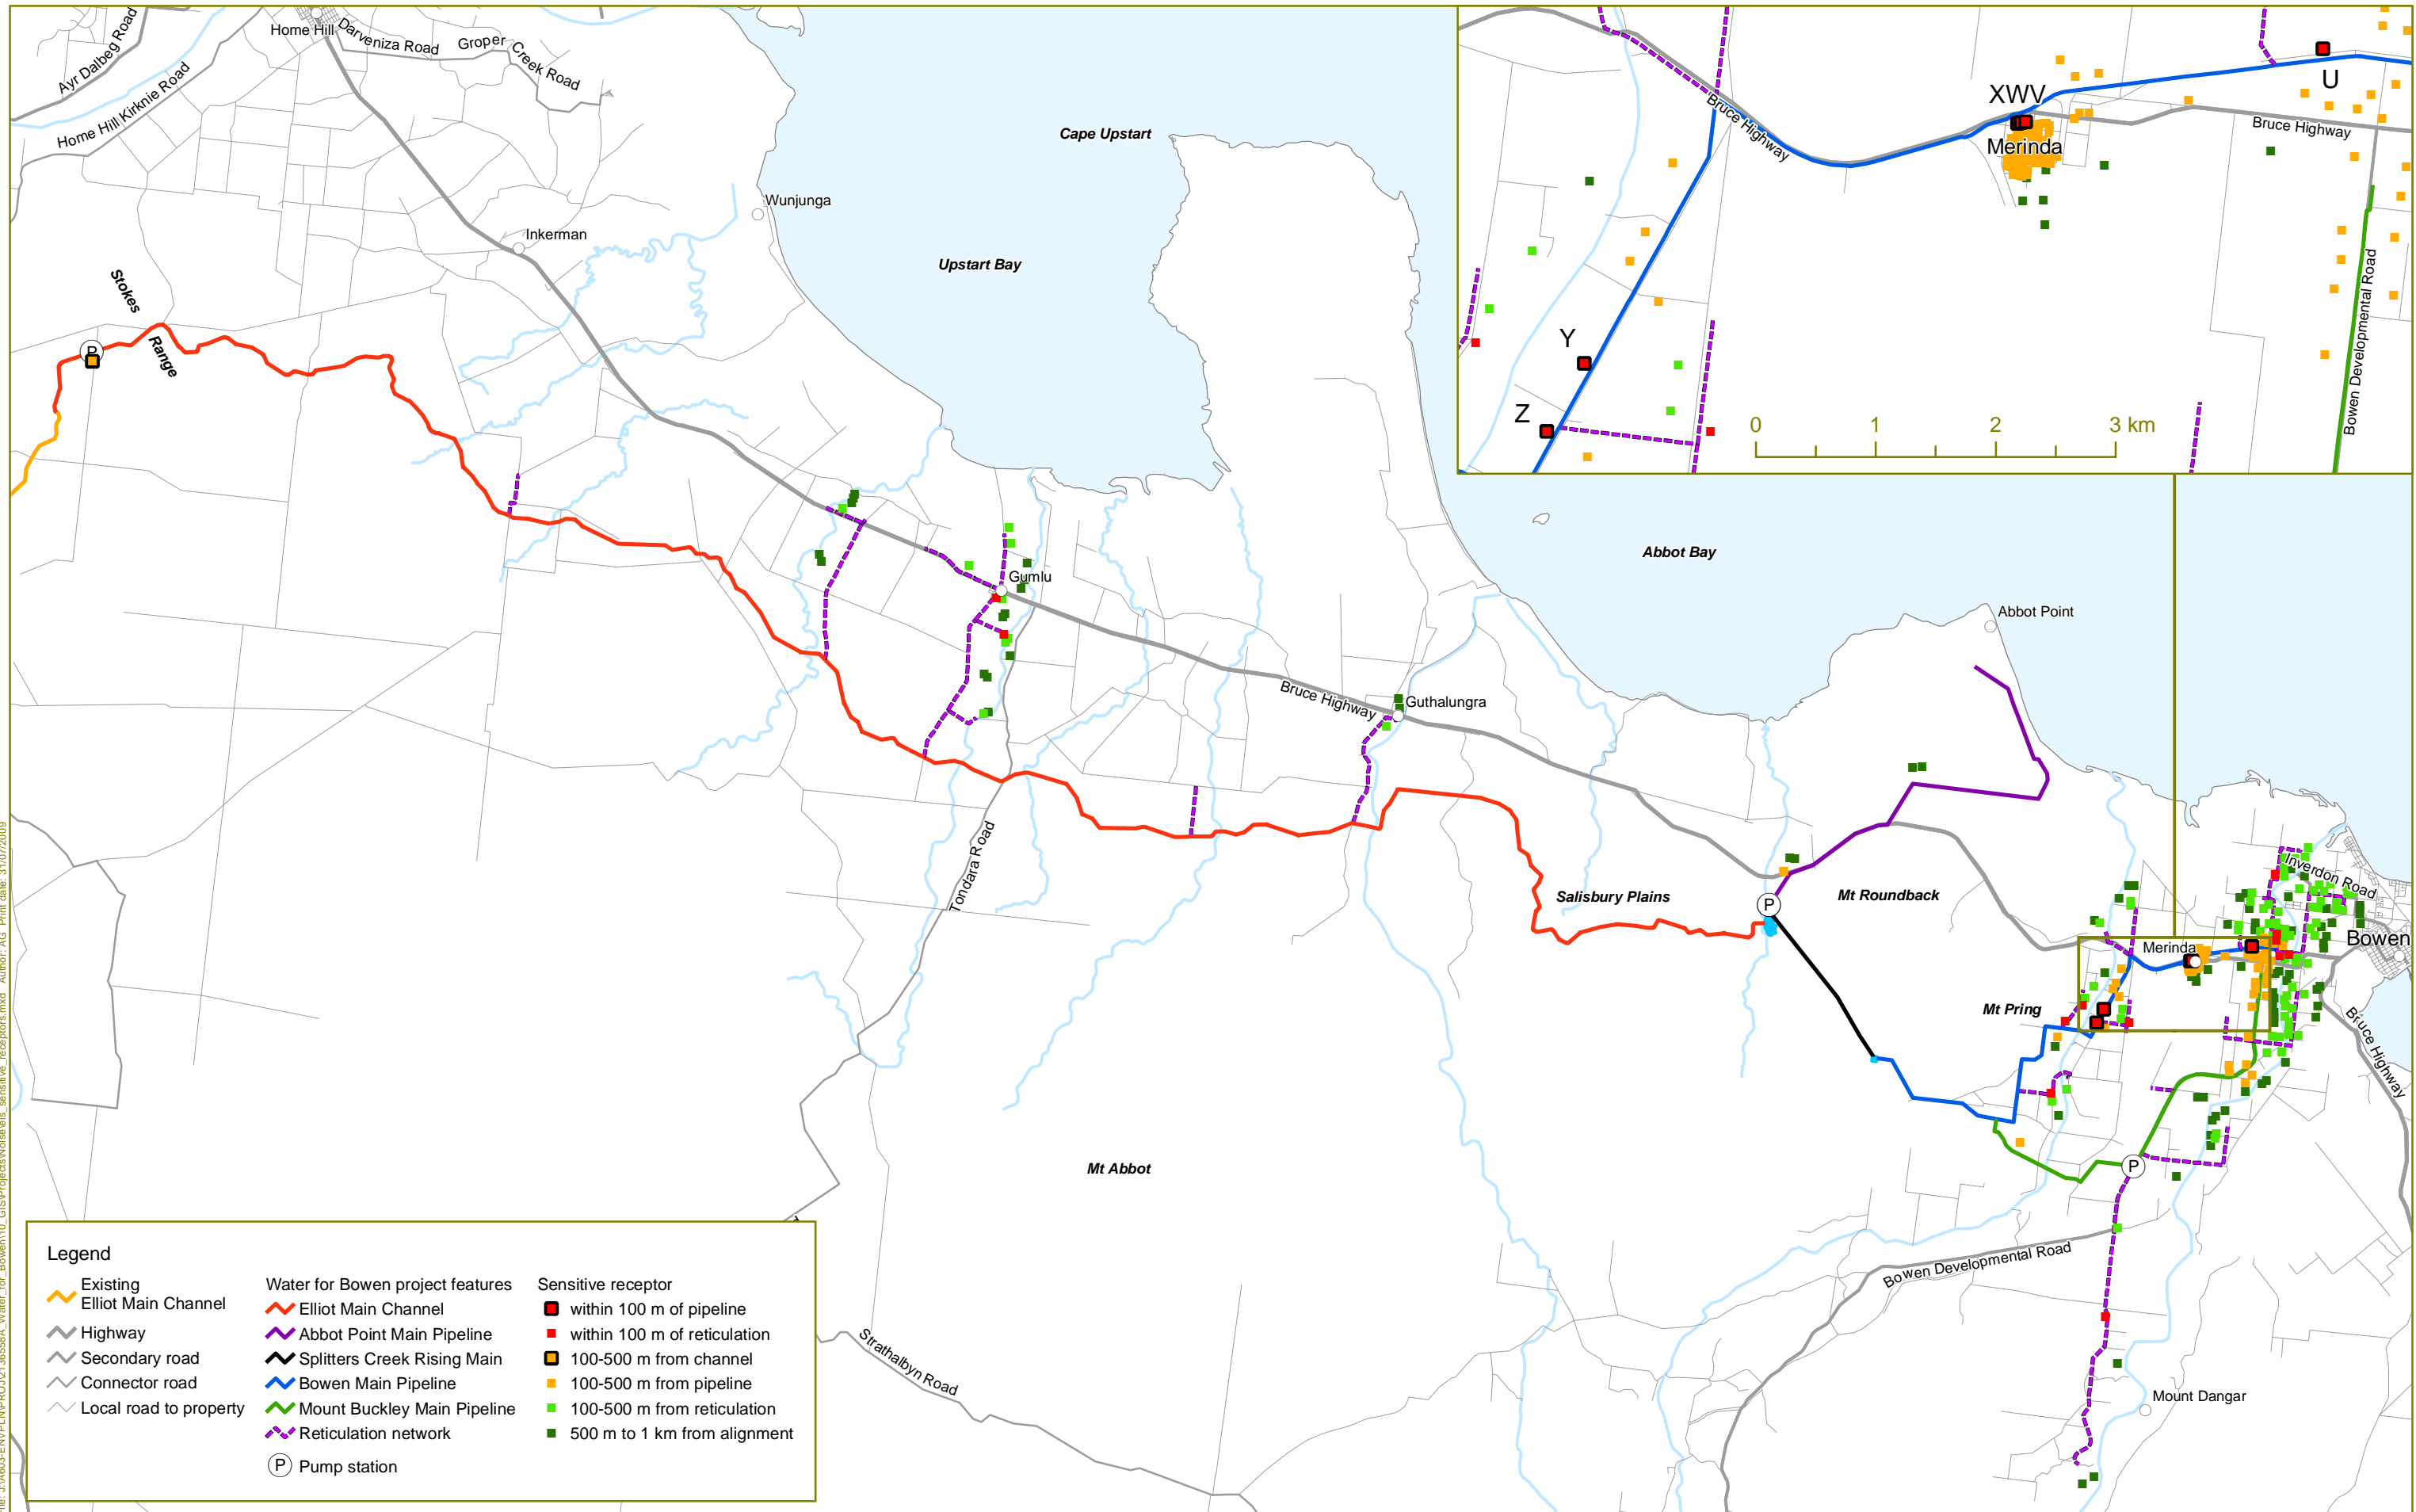 Home Hill
Darveniza Road
Groper
Creek Road
Ayr Dalbeg Road
Home Hill Kirknie Road
Cape Upstart
Wunjunga
Inkerman
Upstart Bay
Stokes
Range
P
XWV
Merinda
U
Bruce Highway
Bruce Highway
Y
Z
0 1 2 3 km
Bowen Developmental Road
Gumlu
Abbot Bay
Abbot Point
Bruce Highway
Guthalungra
Tondara Road
Salisbury Plains
Mt Roundback
P
Inverdon Road
Merinda
Bowen
Mt Pring
Bruce Highway
Mt Abbot
P
Bowen Developmental Road
Mount Dangar
Strathalbyn Road
Legend
Existing
Elliot Main Channel
Highway
Secondary road
Connector road
Local road to property
Water for Bowen project features
Elliot Main Channel
Abbot Point Main Pipeline
Splitters Creek Rising Main
Bowen Main Pipeline
Mount Buckley Main Pipeline
Reticulation network
P Pump station
Sensitive receptor
within 100 m of pipeline
within 100 m of reticulation
100-500 m from channel
100-500 m from pipeline
100-500 m from reticulation
500 m to 1 km from alignment
Author: AG Print date: 31/07/2009